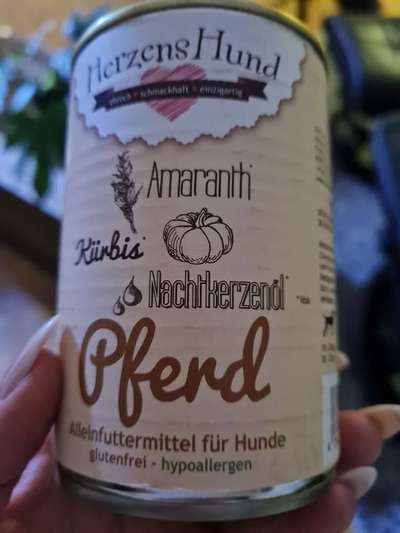 HerzensHund
ehrlich • schmackhaft • einzigartig
Amaranth
Kürbis*
Nachtkerzenöl*
Pferd
Alleinfuttermittel für Hunde
glutenfrei - hypoallergen